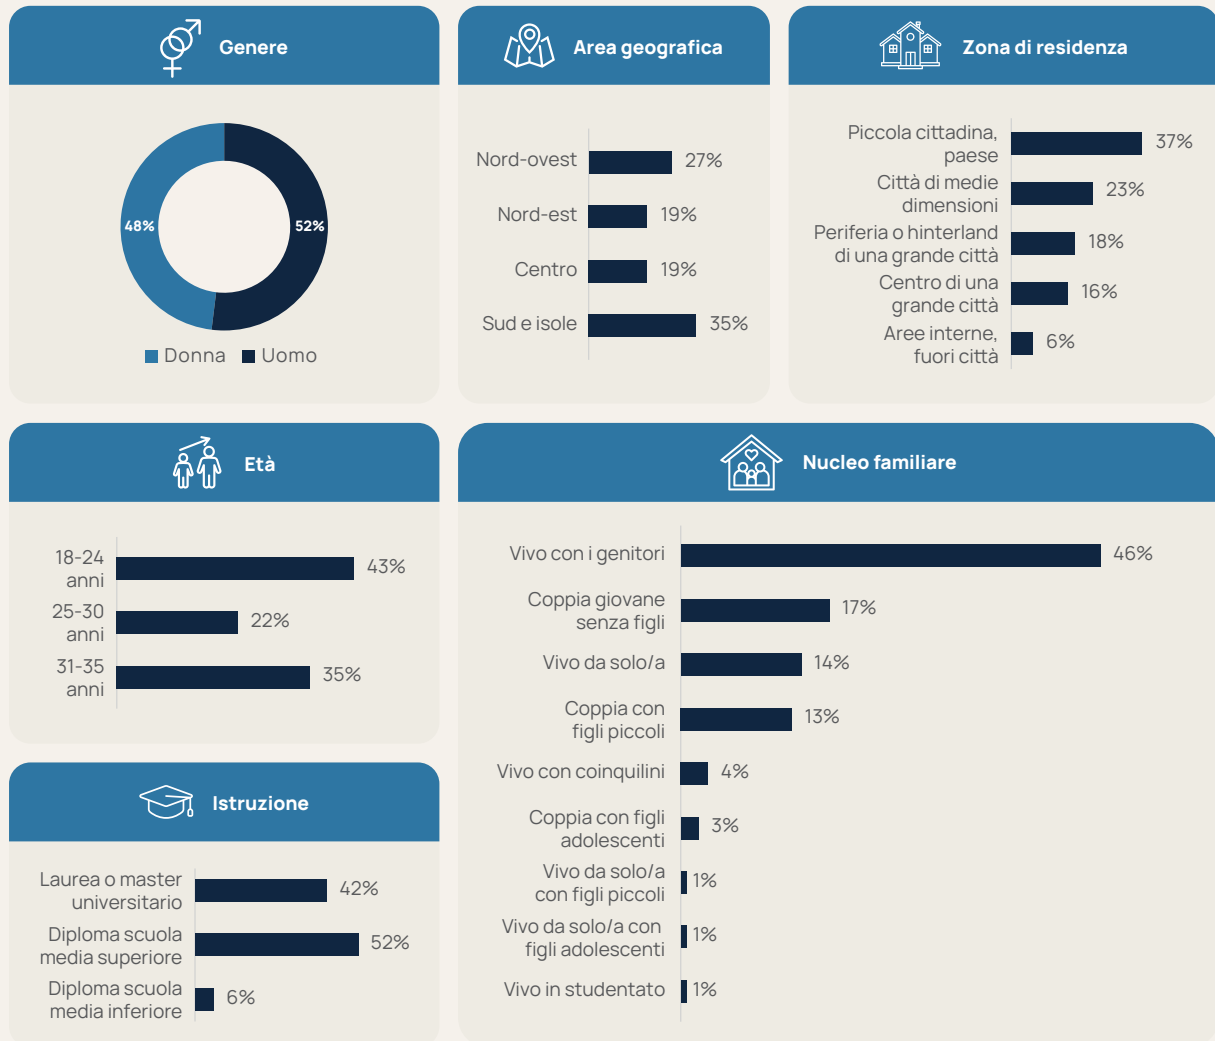 Genere
48%
52%
Donna
Uomo
Area geografica
Nord-ovest
27%
Nord-est
19%
Centro
19%
Sud e isole
35%
Zona di residenza
Piccola cittadina,
paese
37%
Città di medie
dimensioni
23%
Periferia o hinterland
di una grande città
18%
Centro di una
grande città
16%
Aree interne,
fuori città
6%
Età
18-24
anni
43%
25-30
anni
22%
31-35
anni
35%
Nucleo familiare
Vivo con i genitori
46%
Coppia giovane
senza figli
17%
Vivo da solo/a
14%
Coppia con
figli piccoli
13%
Vivo con coinquilini
4%
Coppia con figli
adolescenti
3%
Vivo da solo/a
con figli piccoli
1%
Vivo da solo/a con
figli adolescenti
1%
Vivo in studentato
1%
Istruzione
Laurea o master
universitario
42%
Diploma scuola
media superiore
52%
Diploma scuola
media inferiore
6%